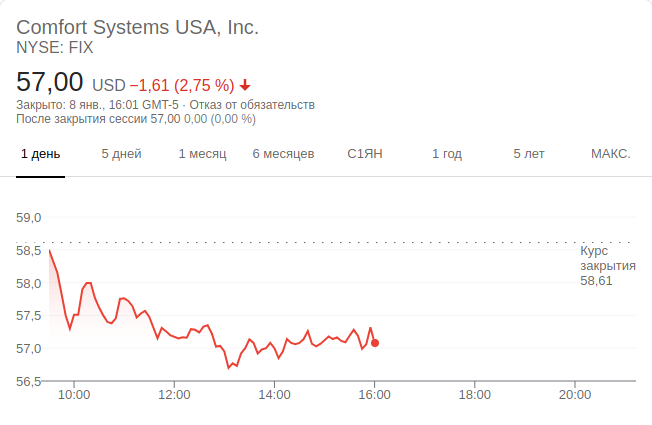 Comfort Systems USA, Inc.
NYSE: FIX
57,00 USD −1,61 (2,75 %)
Закрыто: 8 янв., 16:01 GMT-5 · Отказ от обязательств
После закрытия сессии 57,00 0,00 (0,00 %)
1 день 5 дней 1 месяц 6 месяцев С1ЯН 1 год 5 лет МАКС.
59,0
58,5
58,0
57,5
57,0
56,5
Курс
закрытия
58,61
10:00 12:00 14:00 16:00 18:00 20:00